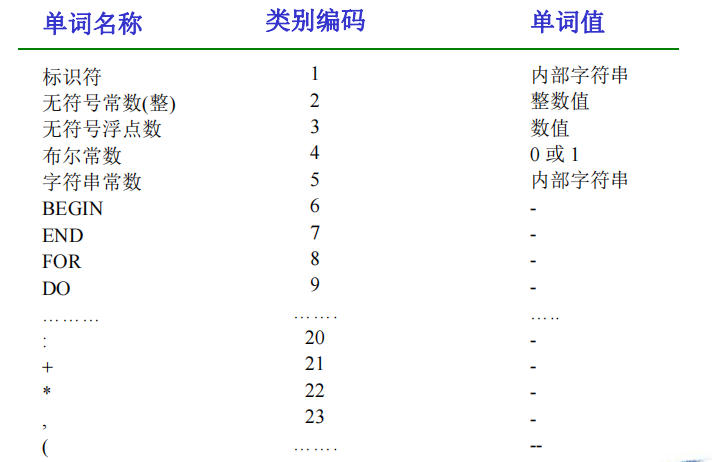 单词名称 类别编码 单词值
标识符 1 内部字符串
无符号常数(整) 2 整数值
无符号浮点数 3 数值
布尔常数 4 0 或 1
字符串常数 5 内部字符串
BEGIN 6 -
END 7 -
FOR 8 -
DO 9 -
……… ……. …..
: 20 -
+ 21 -
* 22 -
, 23 -
( ……. --